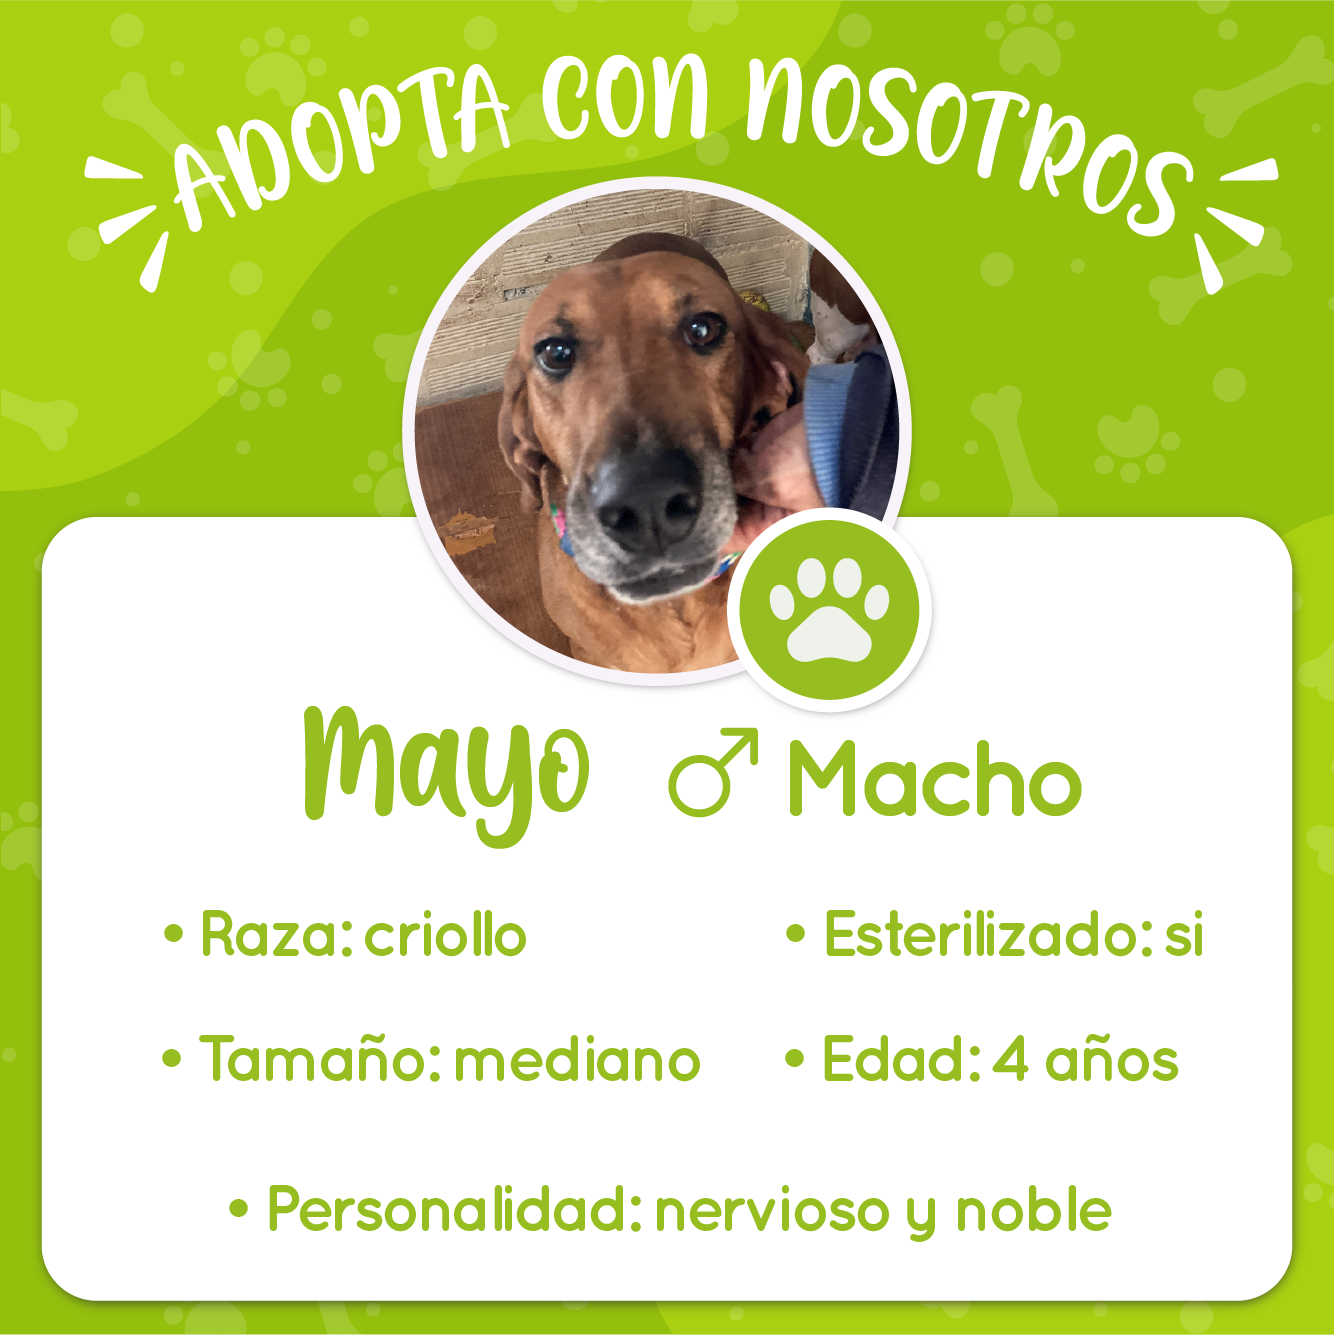 ADOPTA CON NOSOTROS
Mayo ♂ Macho
• Raza: criollo
• Esterilizado: si
• Tamaño: mediano
• Edad: 4 años
• Personalidad: nervioso y noble